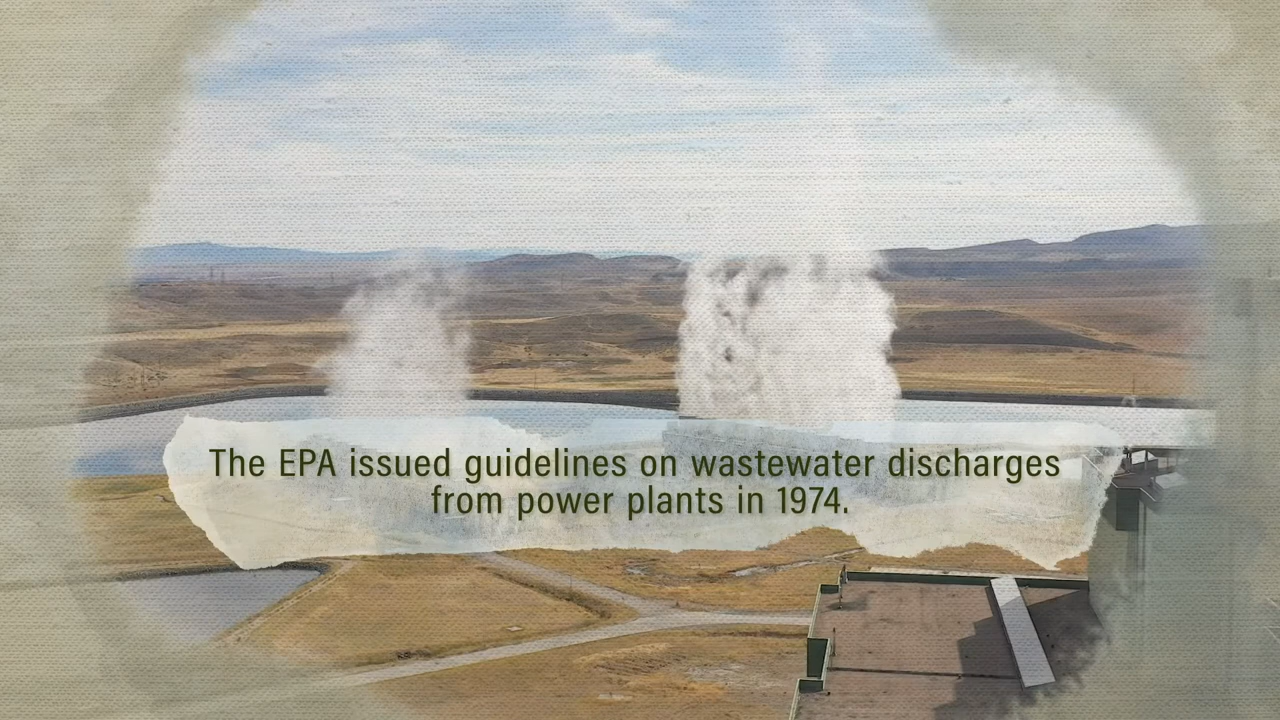 The EPA issued guidelines on wastewater discharges
from power plants in 1974.